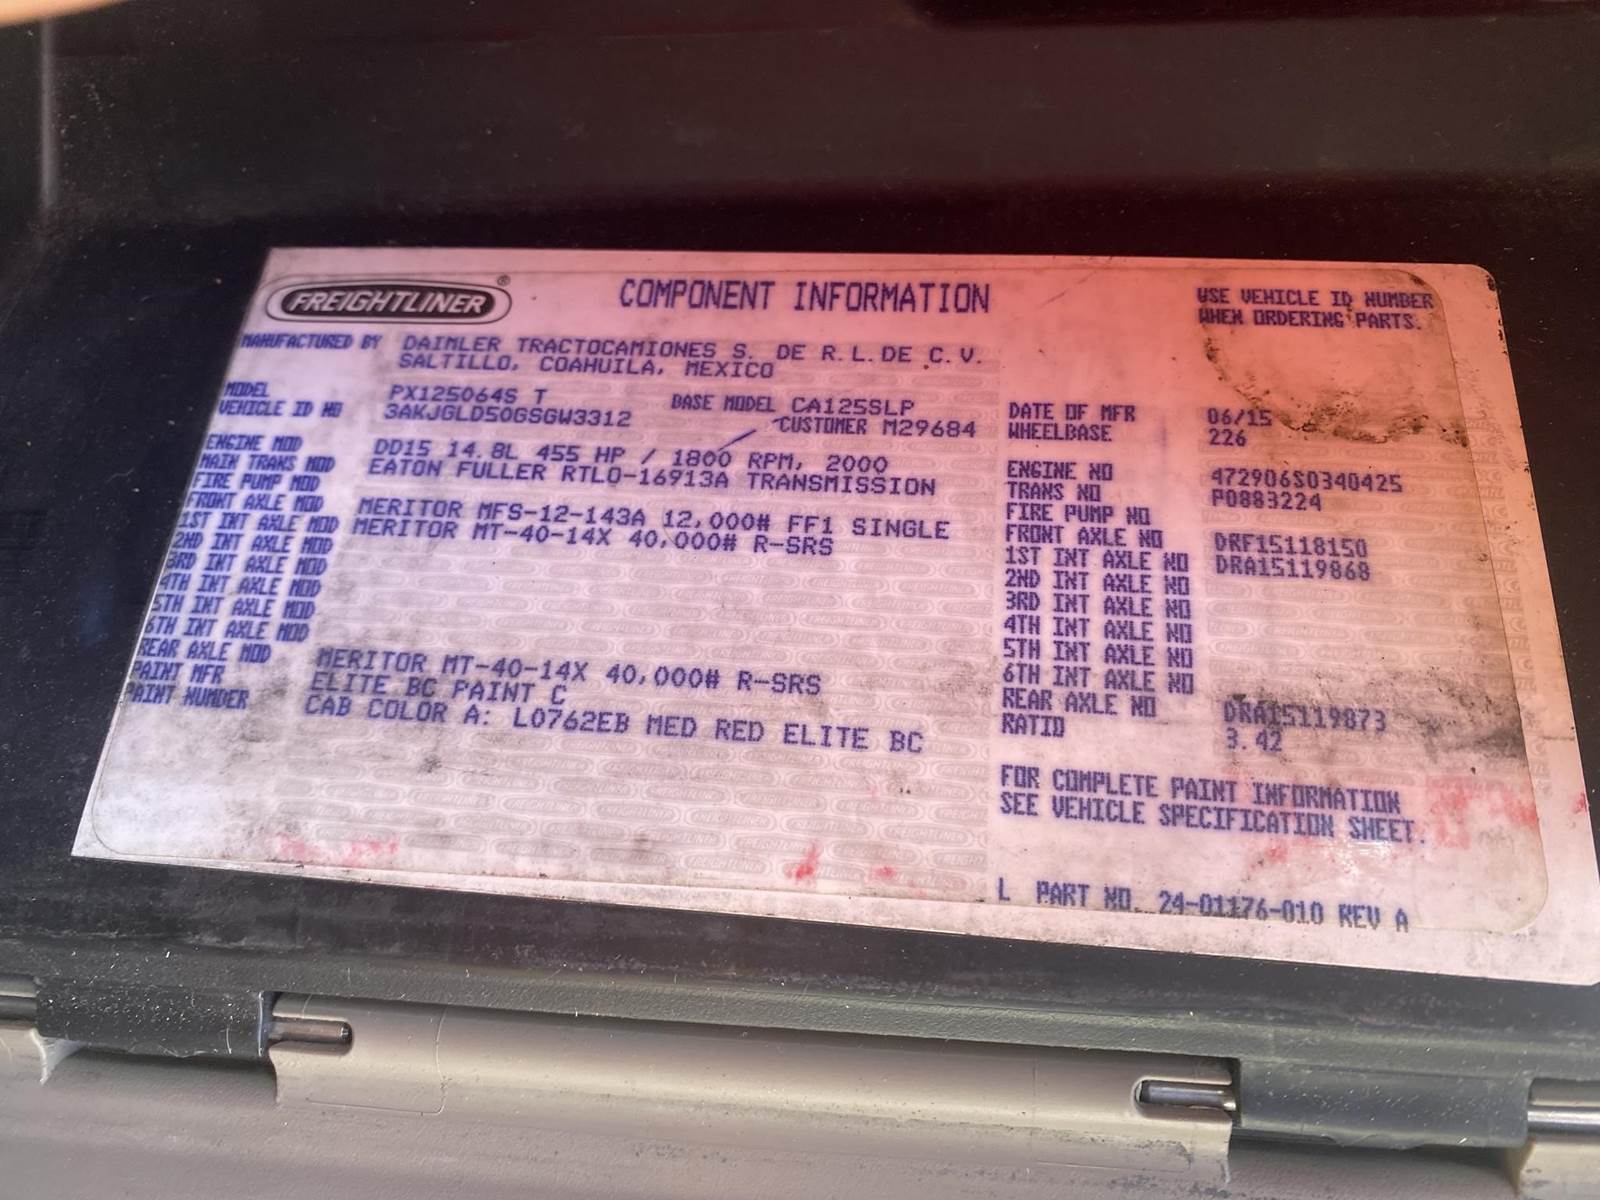 FREIGHTLINER®
COMPONENT INFORMATION
USE VEHICLE ID NUMBER
WHEN ORDERING PARTS.
MANUFACTURED BY DAIMLER TRACTOCAMIONES S. DE R.L.DE C.V.
SALTILLO, COAHUILA, MEXICO
MODEL PX125064S T BASE MODEL CA125SLP
VEHICLE ID NO 3AKJGLD50GSGW3312 CUSTOMER M29684
DATE OF MFR 06/15
WHEELBASE 226
ENGINE MOD DD15 14.8L 455 HP / 1800 RPM, 2000
MAIN TRANS MOD EATON FULLER RTLO-16913A TRANSMISSION
FIRE PUMP MOD
FRONT AXLE MOD MERITOR MFS-12-143A 12,000# FF1 SINGLE
1ST INT AXLE MOD MERITOR MT-40-14X 40,000# R-SRS
2ND INT AXLE MOD
3RD INT AXLE MOD
4TH INT AXLE MOD
5TH INT AXLE MOD
6TH INT AXLE MOD
REAR AXLE MOD MERITOR MT-40-14X 40,000# R-SRS
PAINT MFR ELITE BC PAINT C
PAINT NUMBER CAB COLOR A: L0762EB MED RED ELITE BC
ENGINE NO 472906S0340425
TRANS NO P0883224
FIRE PUMP NO
FRONT AXLE NO DRF15118150
1ST INT AXLE NO DRA15119868
2ND INT AXLE NO
3RD INT AXLE NO
4TH INT AXLE NO
5TH INT AXLE NO
6TH INT AXLE NO
REAR AXLE NO DRA15119873
RATIO 3.42
FOR COMPLETE PAINT INFORMATION
SEE VEHICLE SPECIFICATION SHEET.
L PART NO. 24-01176-010 REV A